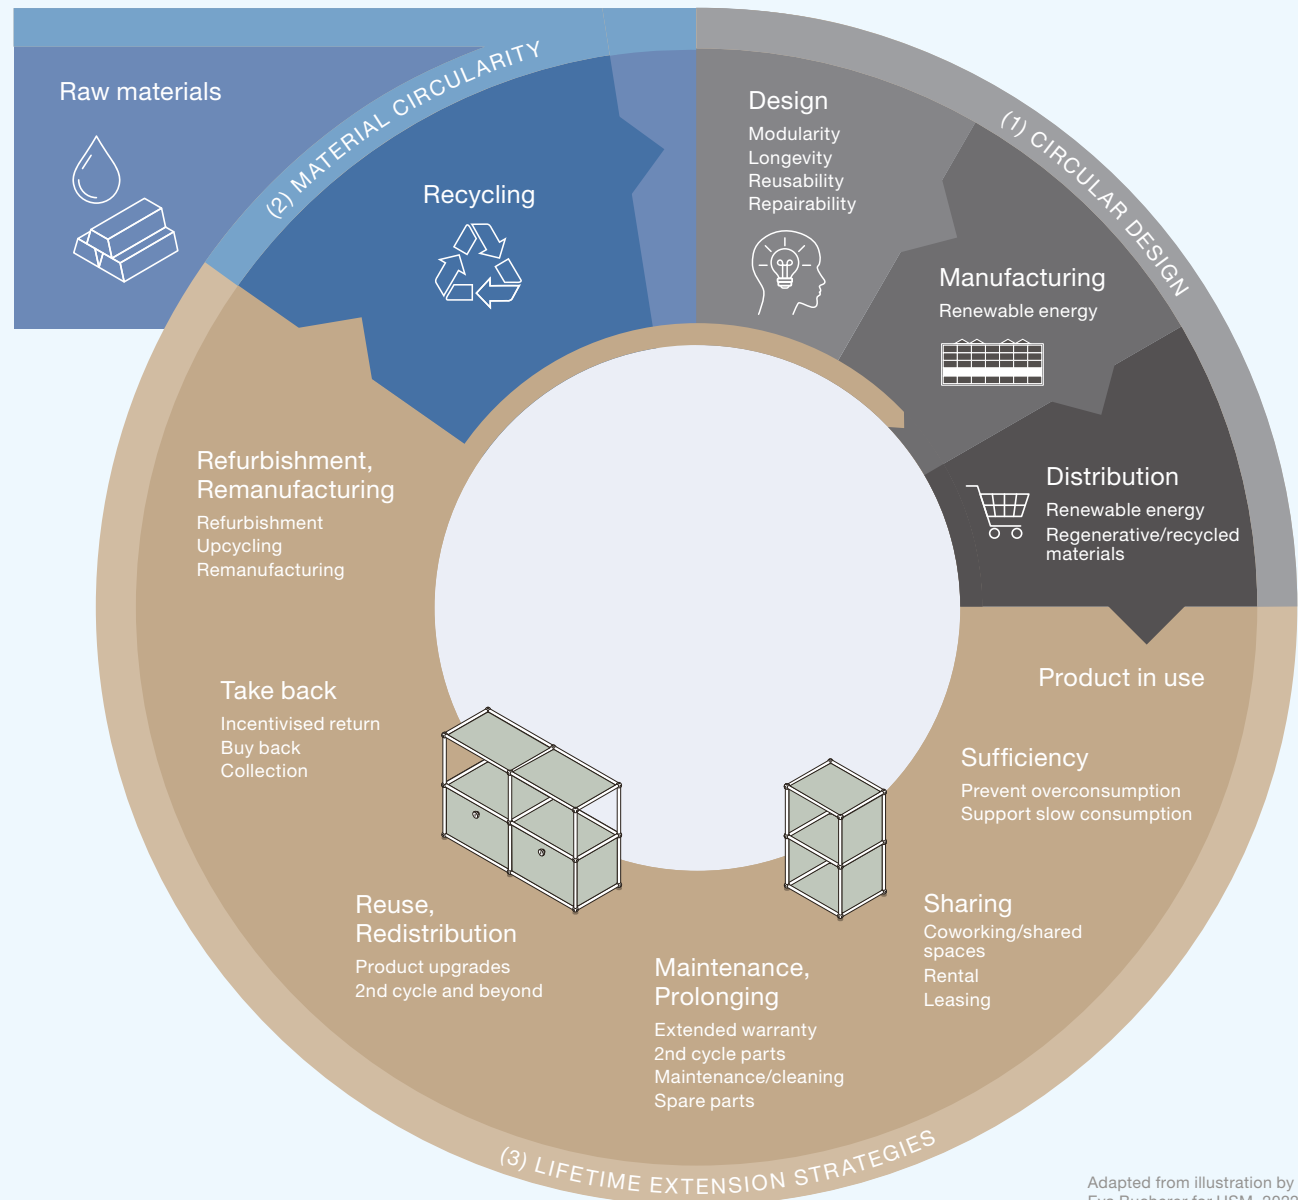 Raw materials
(2) MATERIAL CIRCULARITY
Recycling
Design
Modularity
Longevity
Reusability
Repairability
(1) CIRCULAR DESIGN
Manufacturing
Renewable energy
Distribution
Renewable energy
Regenerative/recycled
materials
Product in use
Sufficiency
Prevent overconsumption
Support slow consumption
Sharing
Coworking/shared
spaces
Rental
Leasing
Maintenance,
Prolonging
Extended warranty
2nd cycle parts
Maintenance/cleaning
Spare parts
Reuse,
Redistribution
Product upgrades
2nd cycle and beyond
Take back
Incentivised return
Buy back
Collection
Refurbishment,
Remanufacturing
Refurbishment
Upcycling
Remanufacturing
(3) LIFETIME EXTENSION STRATEGIES
Adapted from illustration by